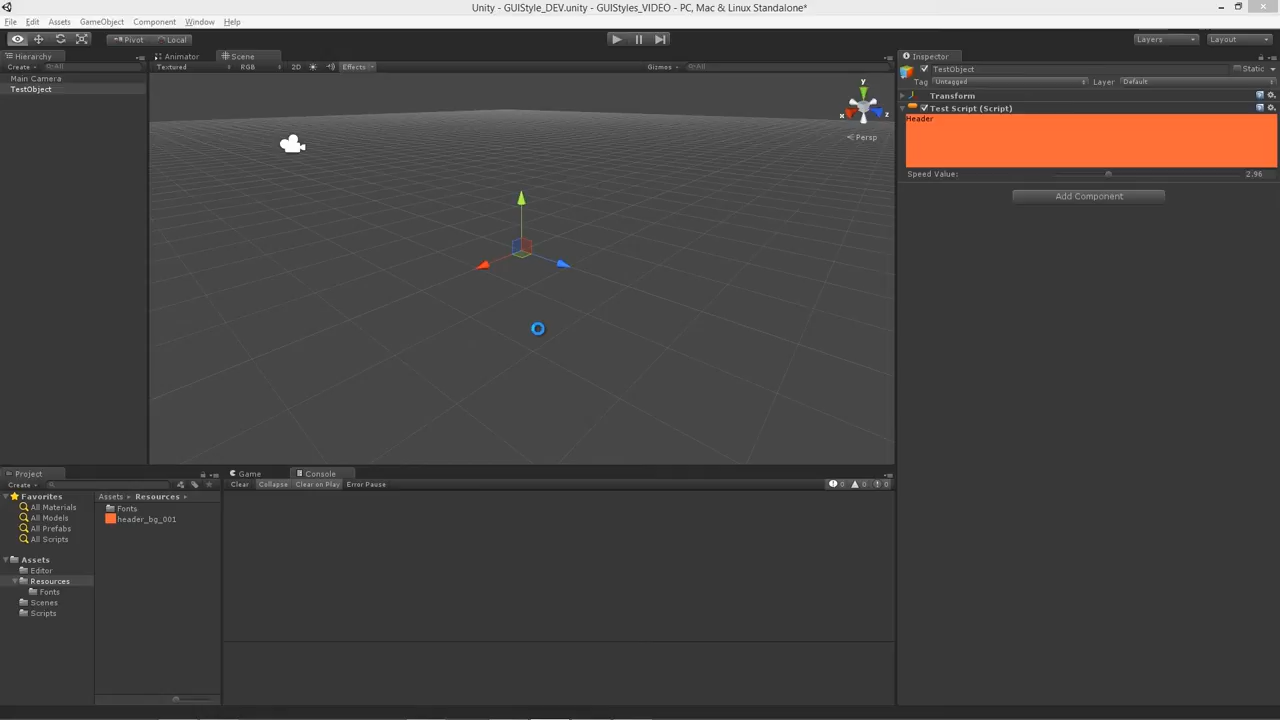 Unity - GUIStyle_DEV.unity - GUIStyles_VIDEO - PC, Mac & Linux Standalone*
File Edit Assets GameObject Component Window Help
Pivot Local Layers Layout
Hierarchy Animator Scene Inspector
Create All Textured RGB 2D Effects Gizmos All TestObject Static
Main Camera Tag Untagged Layer Default
TestObject
y
Transform
Test Script (Script)
x z
Header
Persp
Speed Value: 2.96
Add Component
Project Game Console
Create Clear Collapse Clear on Play Error Pause 0 0 0
Favorites Assets Resources
All Materials Fonts
All Models header_bg_001
All Prefabs
All Scripts
Assets
Editor
Resources
Fonts
Scenes
Scripts